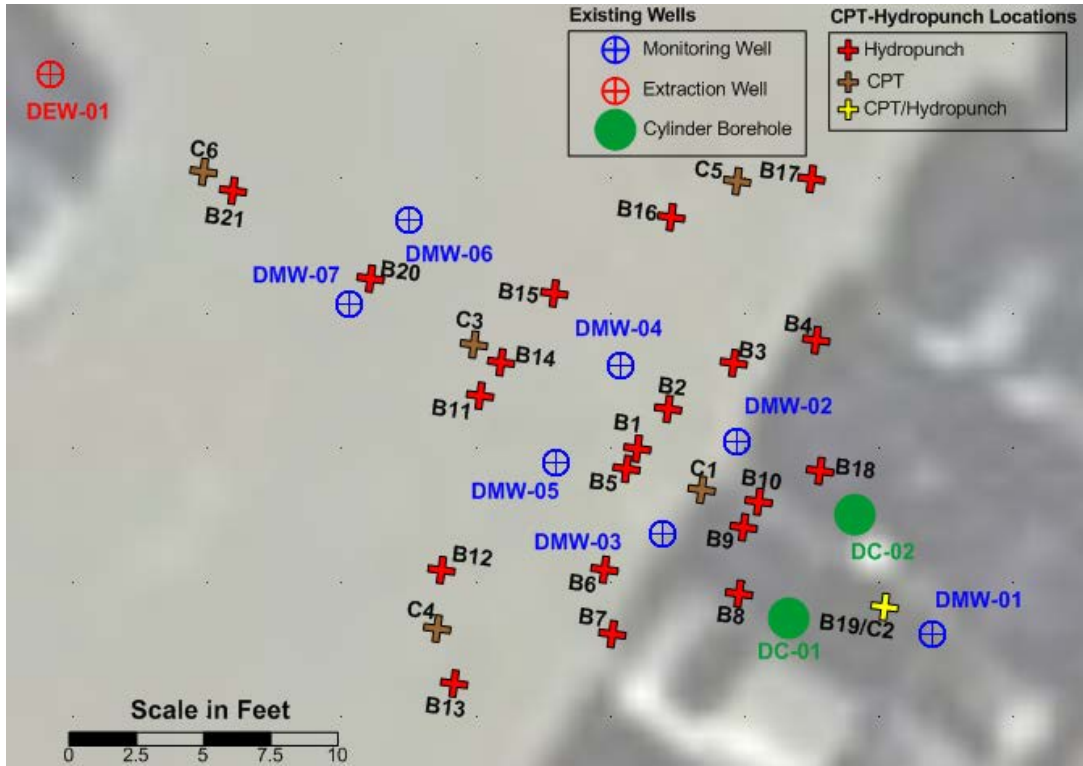 Existing Wells
Monitoring Well
Extraction Well
Cylinder Borehole
CPT-Hydropunch Locations
Hydropunch
CPT
CPT/Hydropunch
DEW-01
C6
B21
DMW-06
DMW-07
B20
C5
B17
B16
B15
C3
B14
B11
DMW-04
B4
B3
B2
DMW-02
B1
B5
DMW-05
C1
B10
B18
B9
DMW-03
DC-02
B12
B6
C4
B7
B8
DC-01
B19/C2
DMW-01
B13
Scale in Feet
0 2.5 5 7.5 10